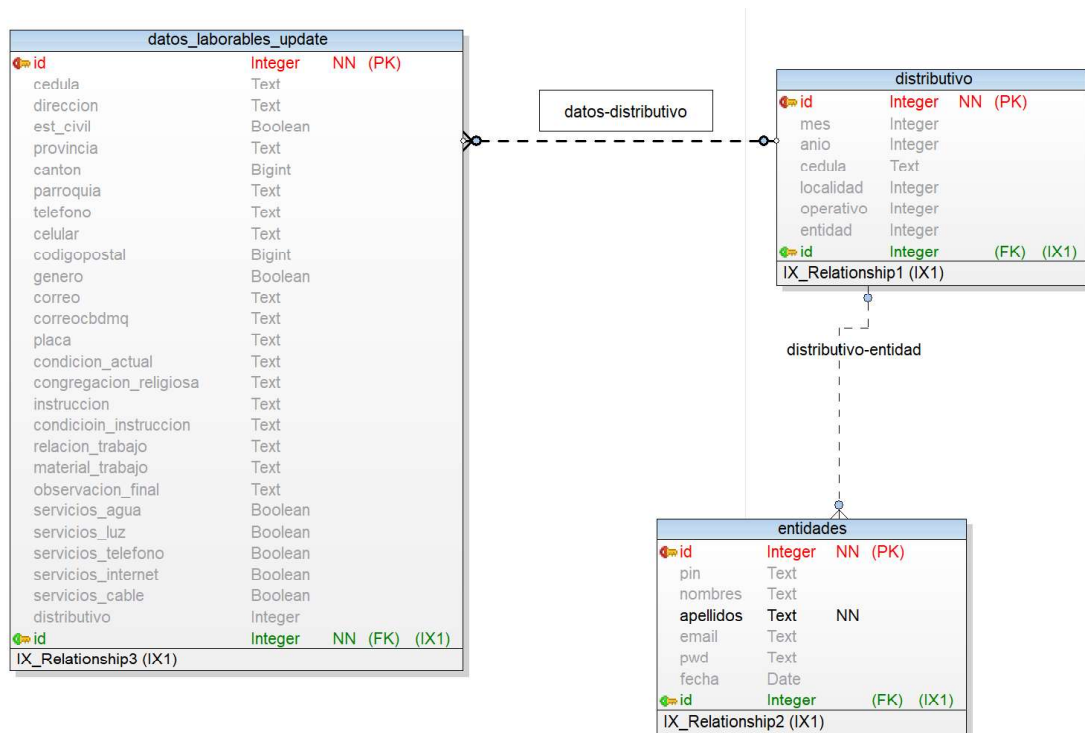 datos_laborables_update
id Integer NN (PK)
cedula Text
direccion Text
est_civil Boolean
provincia Text
canton Bigint
parroquia Text
telefono Text
celular Text
codigopostal Bigint
genero Boolean
correo Text
correocbdmq Text
placa Text
condicion_actual Text
congregacion_religiosa Text
instruccion Text
condicioin_instruccion Text
relacion_trabajo Text
material_trabajo Text
observacion_final Text
servicios_agua Boolean
servicios_luz Boolean
servicios_telefono Boolean
servicios_internet Boolean
servicios_cable Boolean
distributivo Integer
id Integer NN (FK) (IX1)
IX_Relationship3 (IX1)
datos-distributivo
distributivo
id Integer NN (PK)
mes Integer
anio Integer
cedula Text
localidad Integer
operativo Integer
entidad Integer
id Integer (FK) (IX1)
IX_Relationship1 (IX1)
distributivo-entidad
entidades
id Integer NN (PK)
pin Text
nombres Text
apellidos Text NN
email Text
pwd Text
fecha Date
id Integer (FK) (IX1)
IX_Relationship2 (IX1)